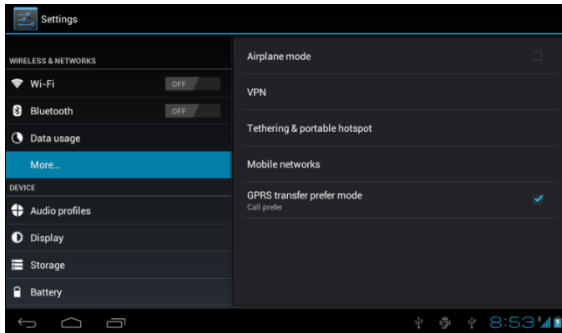 Settings
WIRELESS & NETWORKS
Wi-Fi OFF
Bluetooth OFF
Data usage
More...
DEVICE
Audio profiles
Display
Storage
Battery
Airplane mode
VPN
Tethering & portable hotspot
Mobile networks
GPRS transfer prefer mode
Call prefer
8:53